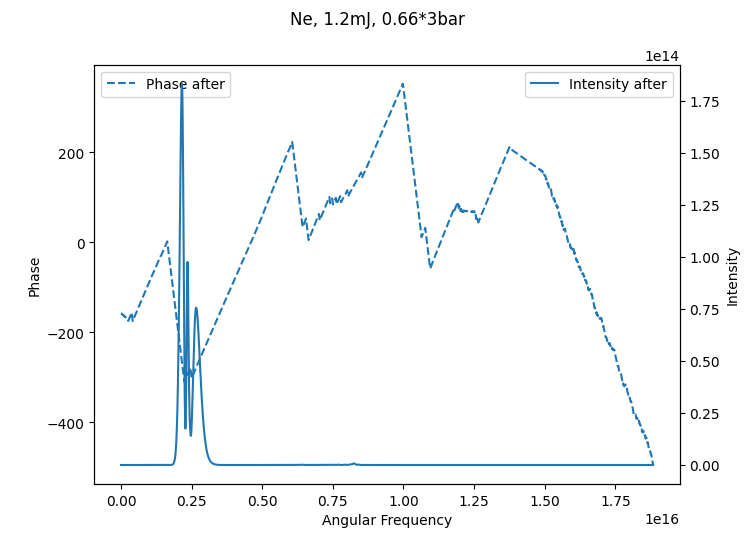 Ne, 1.2mJ, 0.66*3bar
1e14
Phase after
Intensity after
200
0
−200
−400
Phase
1.75
1.50
1.25
1.00
0.75
0.50
0.25
0.00
Intensity
0.00 0.25 0.50 0.75 1.00 1.25 1.50 1.75
1e16
Angular Frequency